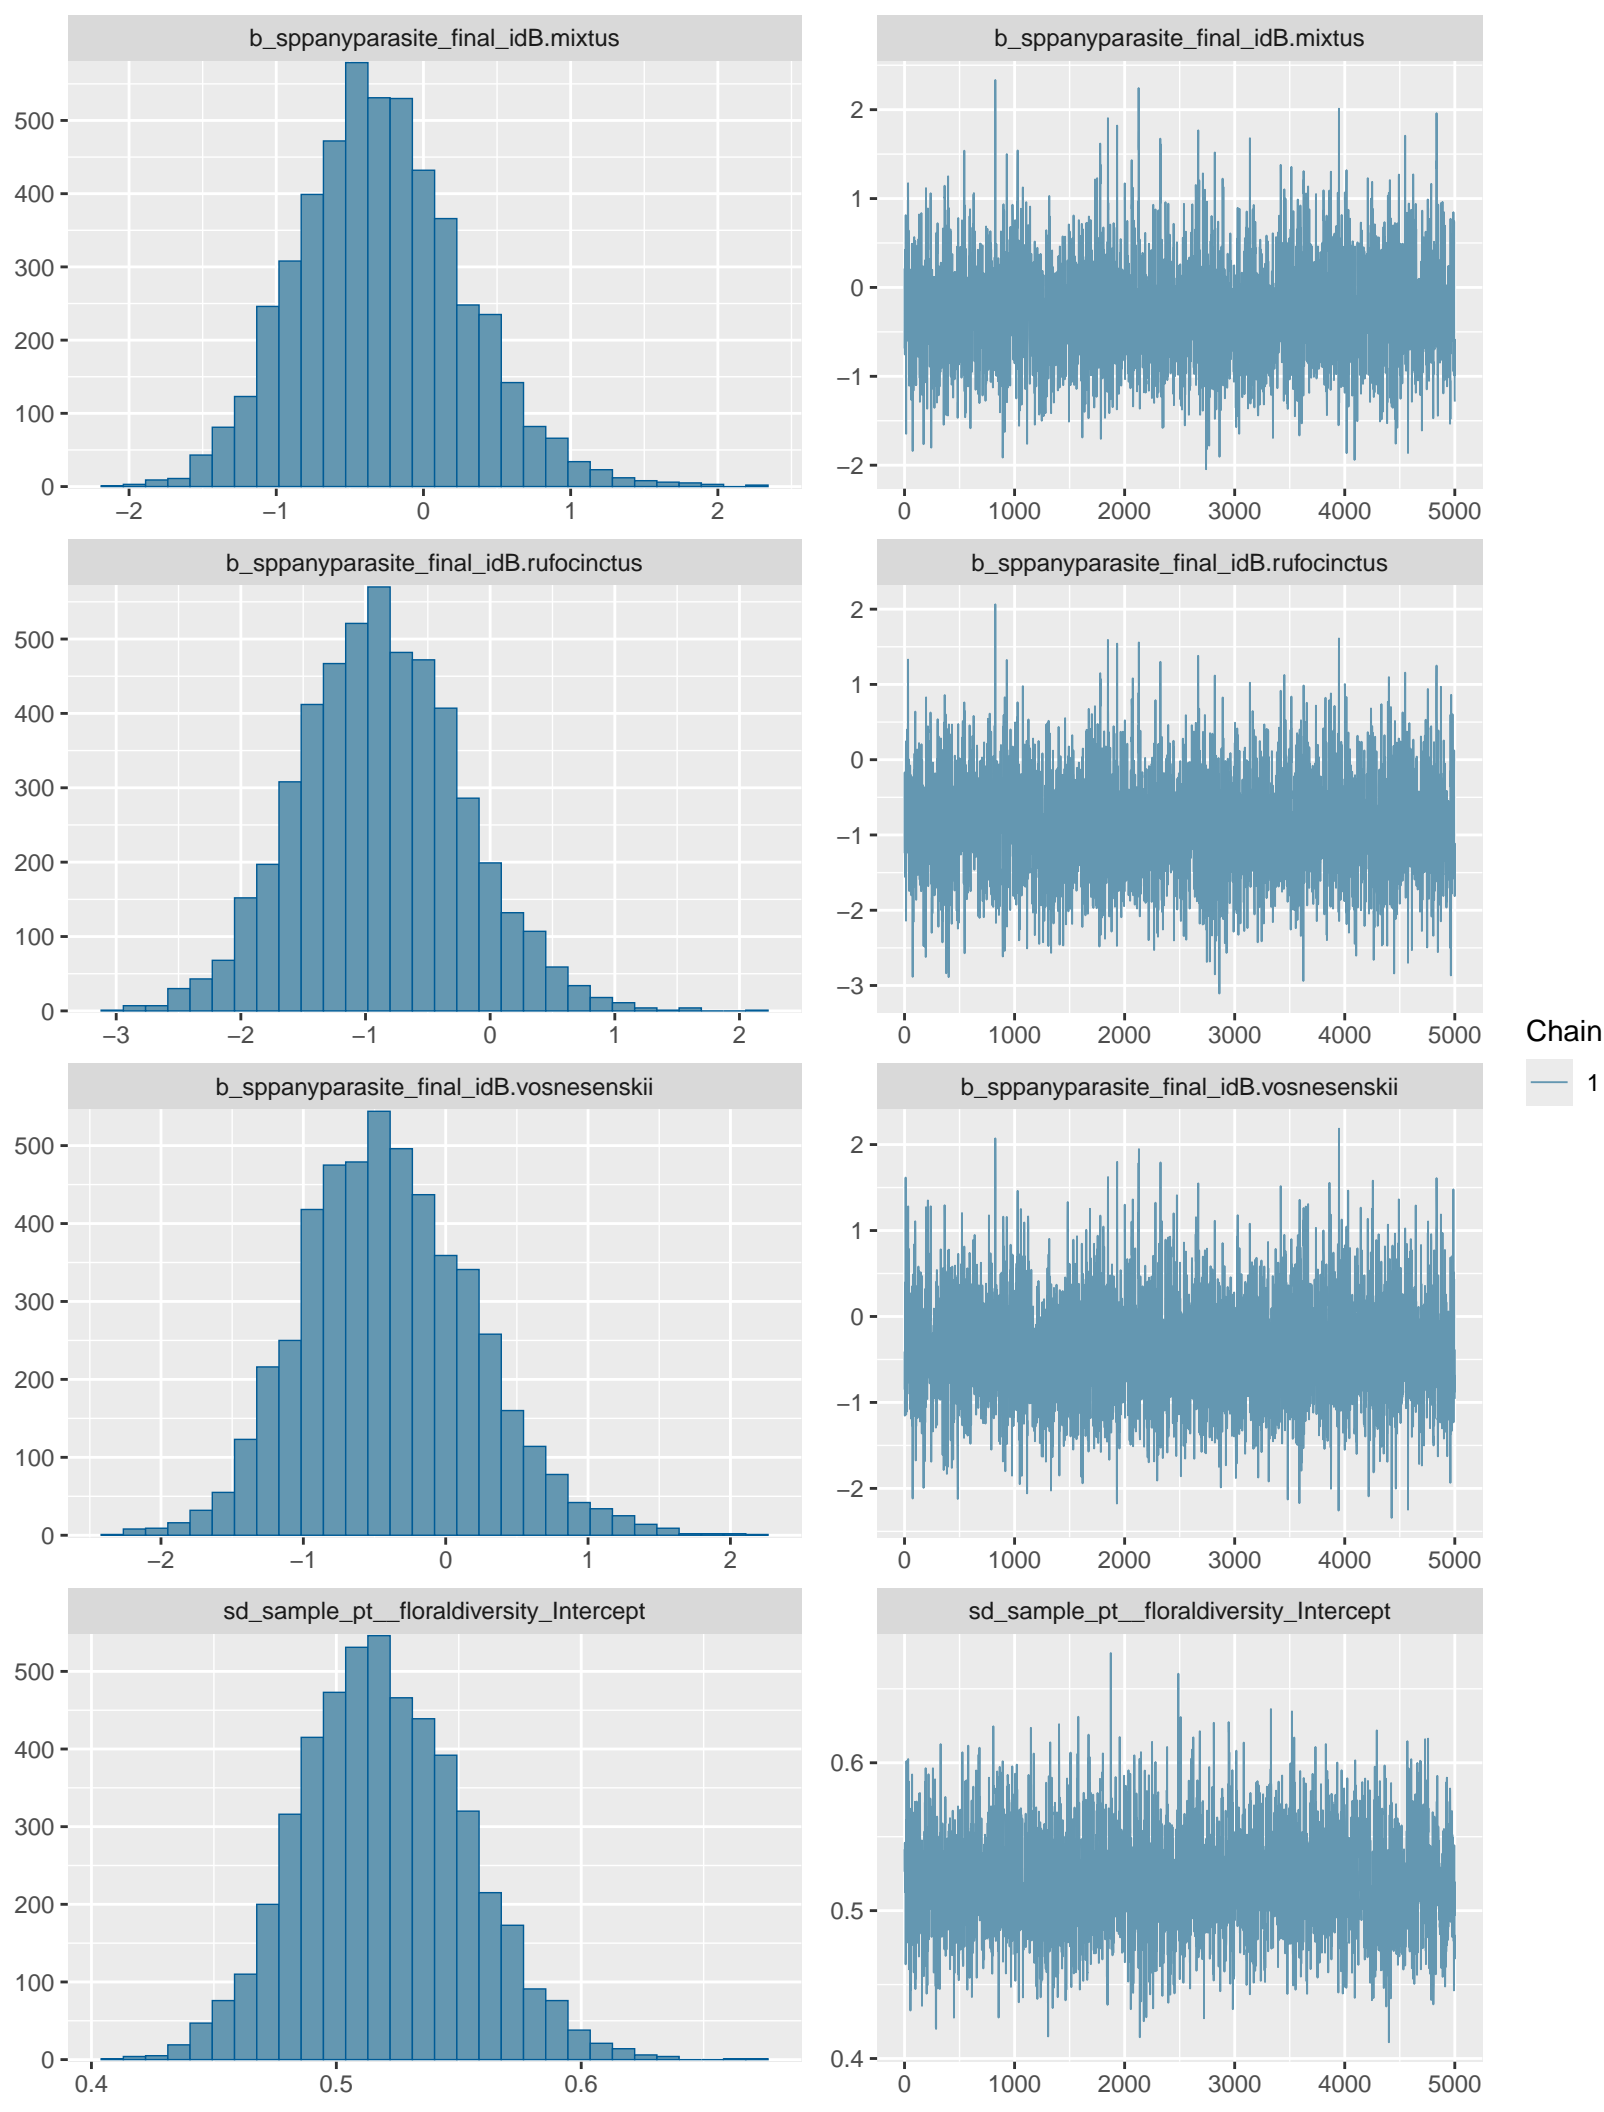 b_sppanyparasite_final_idB.mixtus
b_sppanyparasite_final_idB.mixtus
500
400
300
200
100
0
−2 −1 0 1 2
2
1
0
−1
−2
0 1000 2000 3000 4000 5000
b_sppanyparasite_final_idB.rufocinctus
b_sppanyparasite_final_idB.rufocinctus
500
400
300
200
100
0
−3 −2 −1 0 1 2
2
1
0
−1
−2
−3
0 1000 2000 3000 4000 5000
b_sppanyparasite_final_idB.vosnesenskii
b_sppanyparasite_final_idB.vosnesenskii
500
400
300
200
100
0
−2 −1 0 1 2
2
1
0
−1
−2
0 1000 2000 3000 4000 5000
sd_sample_pt__floraldiversity_Intercept
sd_sample_pt__floraldiversity_Intercept
500
400
300
200
100
0
0.4 0.5 0.6
0.6
0.5
0.4
0 1000 2000 3000 4000 5000
Chain
1